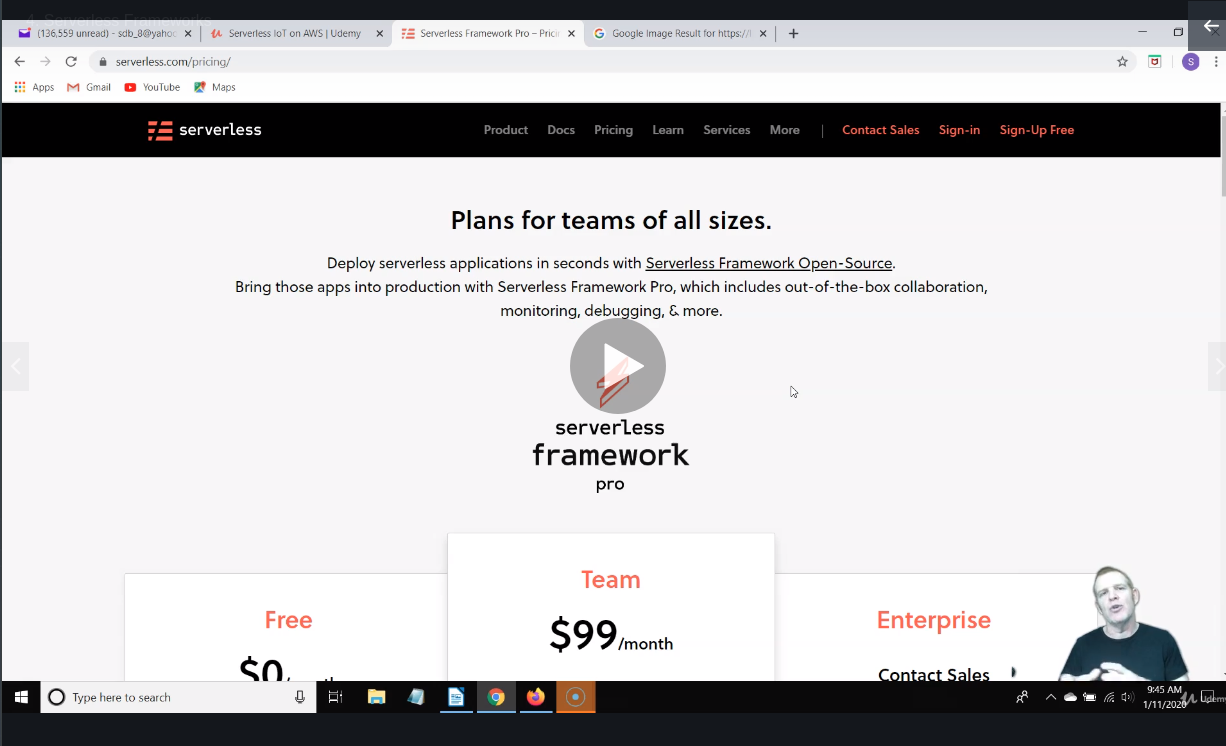 4. Serverless Frameworks
(136,559 unread) - sdb_8@yahoo
Serverless IoT on AWS | Udemy
Serverless Framework Pro – Prici
Google Image Result for https://
serverless.com/pricing/
Apps
Gmail
YouTube
Maps
serverless
Product
Docs
Pricing
Learn
Services
More
Contact Sales
Sign-in
Sign-Up Free
Plans for teams of all sizes.
Deploy serverless applications in seconds with Serverless Framework Open-Source.
Bring those apps into production with Serverless Framework Pro, which includes out-of-the-box collaboration,
monitoring, debugging, & more.
serverless
framework
pro
Free
$0
Team
$99/month
Enterprise
Contact Sales
Type here to search
9:45 AM
1/11/2020
Udemy